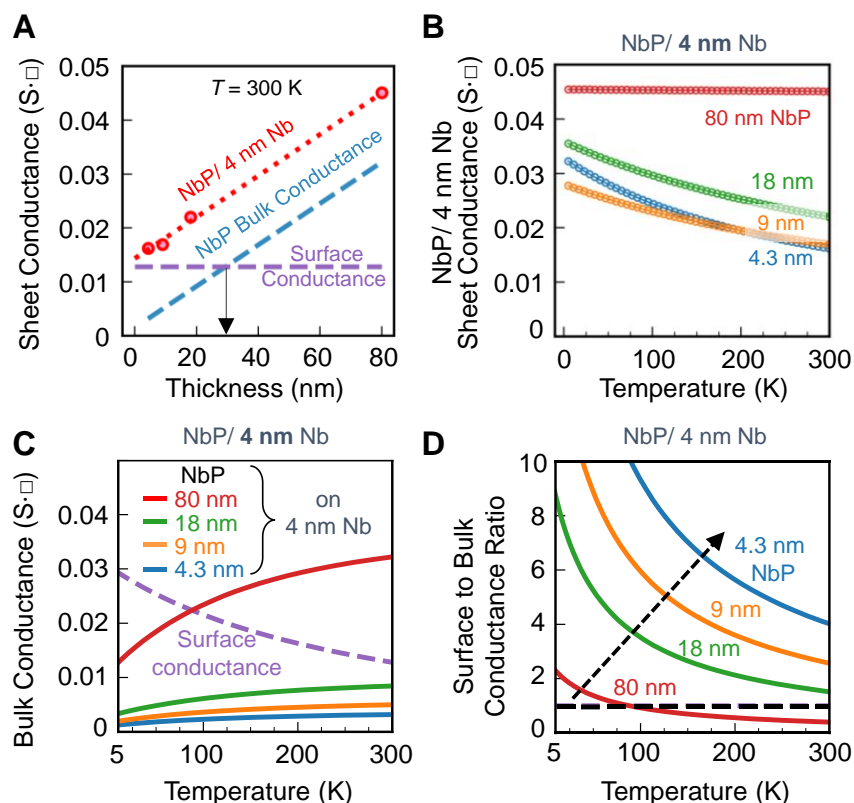 A
Sheet Conductance (S·□)
0.05
0.04
0.03
0.02
0.01
0
T = 300 K
NbP/ 4 nm Nb
NbP Bulk Conductance
Surface
Conductance
0
20
40
60
80
Thickness (nm)
B
NbP/ 4 nm Nb
NbP/ 4 nm Nb
Sheet Conductance (S·□)
0.05
0.04
0.03
0.02
0.01
0
80 nm NbP
18 nm
9 nm
4.3 nm
0
100
200
300
Temperature (K)
C
NbP/ 4 nm Nb
Bulk Conductance (S·□)
0.04
0.03
0.02
0.01
0
NbP
80 nm
18 nm
9 nm
4.3 nm
on
4 nm Nb
Surface
conductance
5
100
200
300
Temperature (K)
D
NbP/ 4 nm Nb
Surface to Bulk
Conductance Ratio
10
8
6
4
2
0
4.3 nm
NbP
9 nm
18 nm
80 nm
5
100
200
300
Temperature (K)